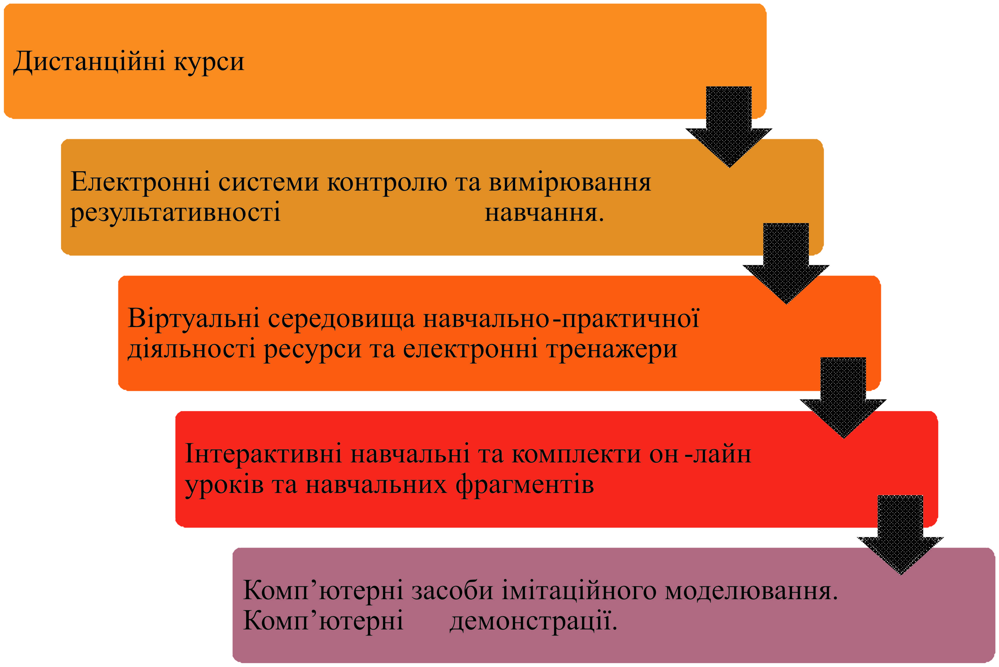 Дистанційні курси
Електронні системи контролю та вимірювання
результативності навчання.
Віртуальні середовища навчально-практичної
діяльності ресурси та електронні тренажери
Інтерактивні навчальні та комплекти он-лайн
уроків та навчальних фрагментів
Комп’ютерні засоби імітаційного моделювання.
Комп’ютерні демонстрації.